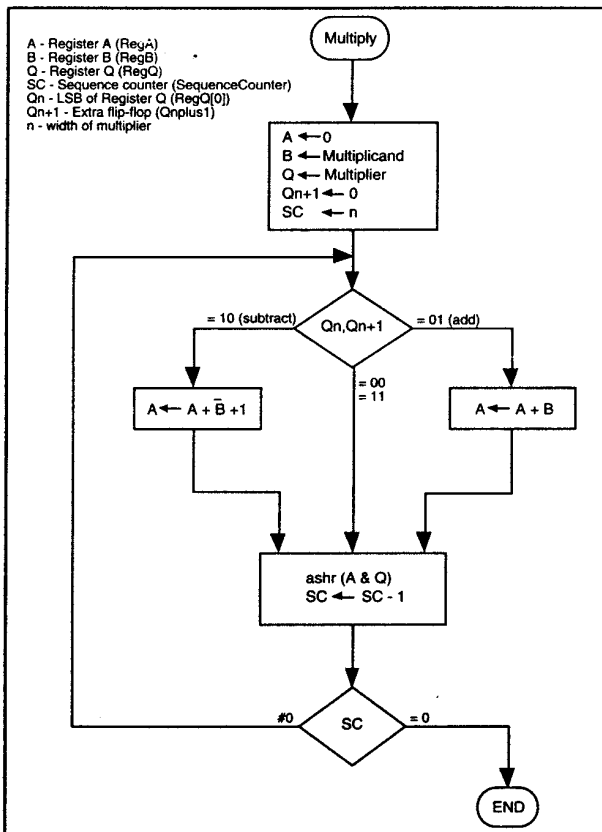 A - Register A (RegA)
B - Register B (RegB)
Q - Register Q (RegQ)
SC - Sequence counter (SequenceCounter)
Qn - LSB of Register Q (RegQ[0])
Qn+1 - Extra flip-flop (Qnplus1)
n - width of multiplier
Multiply
A ← 0
B ← Multiplicand
Q ← Multiplier
Qn+1 ← 0
SC ← n
= 10 (subtract)
Qn,Qn+1
= 01 (add)
= 00
= 11
A ← A + B̅ +1
A ← A + B
ashr (A & Q)
SC ← SC - 1
#0
SC
= 0
END